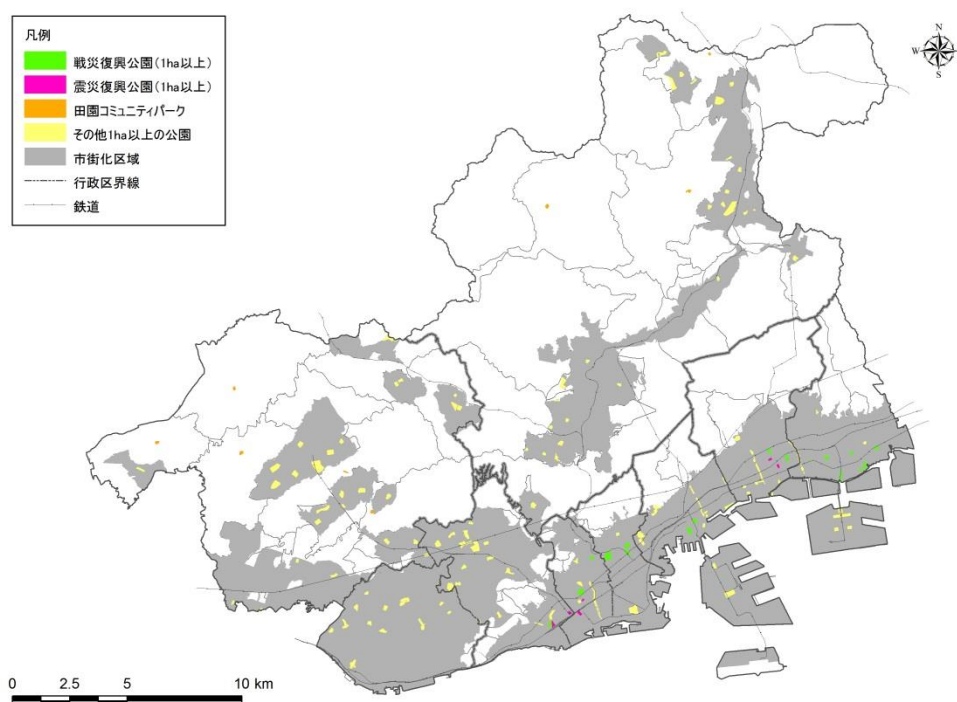 凡例
戦災復興公園(1ha以上)
震災復興公園(1ha以上)
田園コミュニティパーク
その他1ha以上の公園
市街化区域
行政区界線
鉄道
N
W
E
S
0 2.5 5 10 km